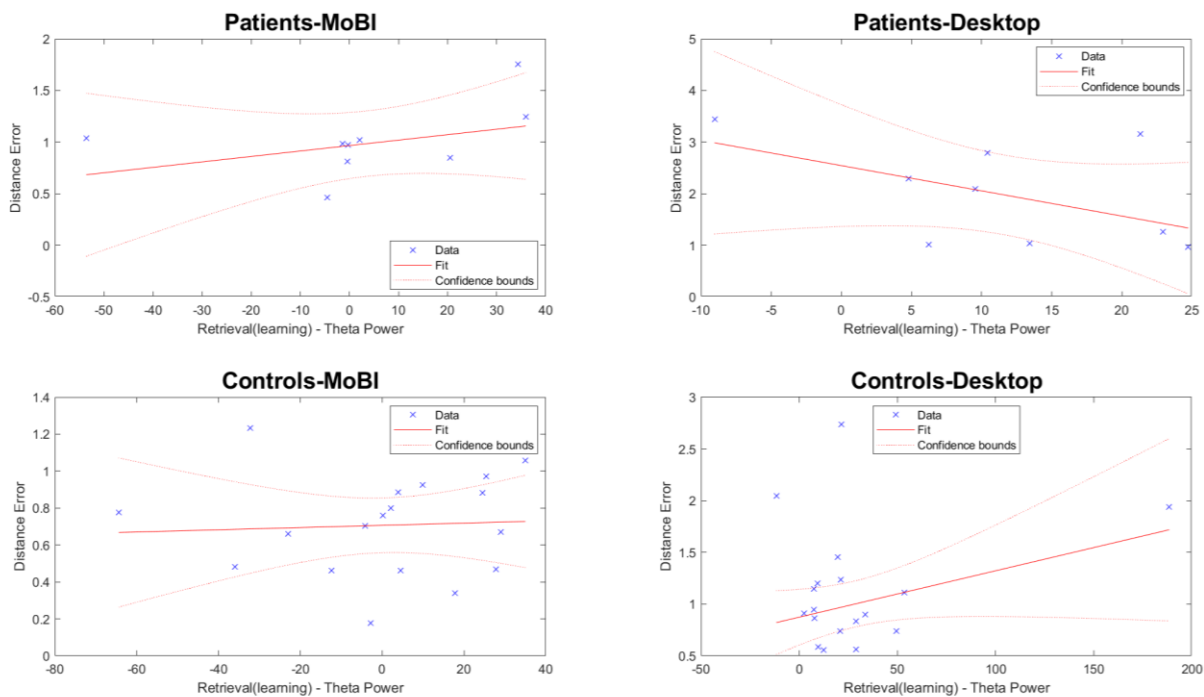 Patients-MoBI
2
1.5
1
0.5
0
-0.5
Distance Error
-60 -50 -40 -30 -20 -10 0 10 20 30 40
Retrieval(learning) - Theta Power
Data
Fit
Confidence bounds
Patients-Desktop
5
4
3
2
1
0
Distance Error
-10 -5 0 5 10 15 20 25
Retrieval(learning) - Theta Power
Data
Fit
Confidence bounds
Controls-MoBI
1.4
1.2
1
0.8
0.6
0.4
0.2
0
Distance Error
-80 -60 -40 -20 0 20 40
Retrieval(learning) - Theta Power
Data
Fit
Confidence bounds
Controls-Desktop
3
2.5
2
1.5
1
0.5
Distance Error
-50 0 50 100 150 200
Retrieval(learning) - Theta Power
Data
Fit
Confidence bounds